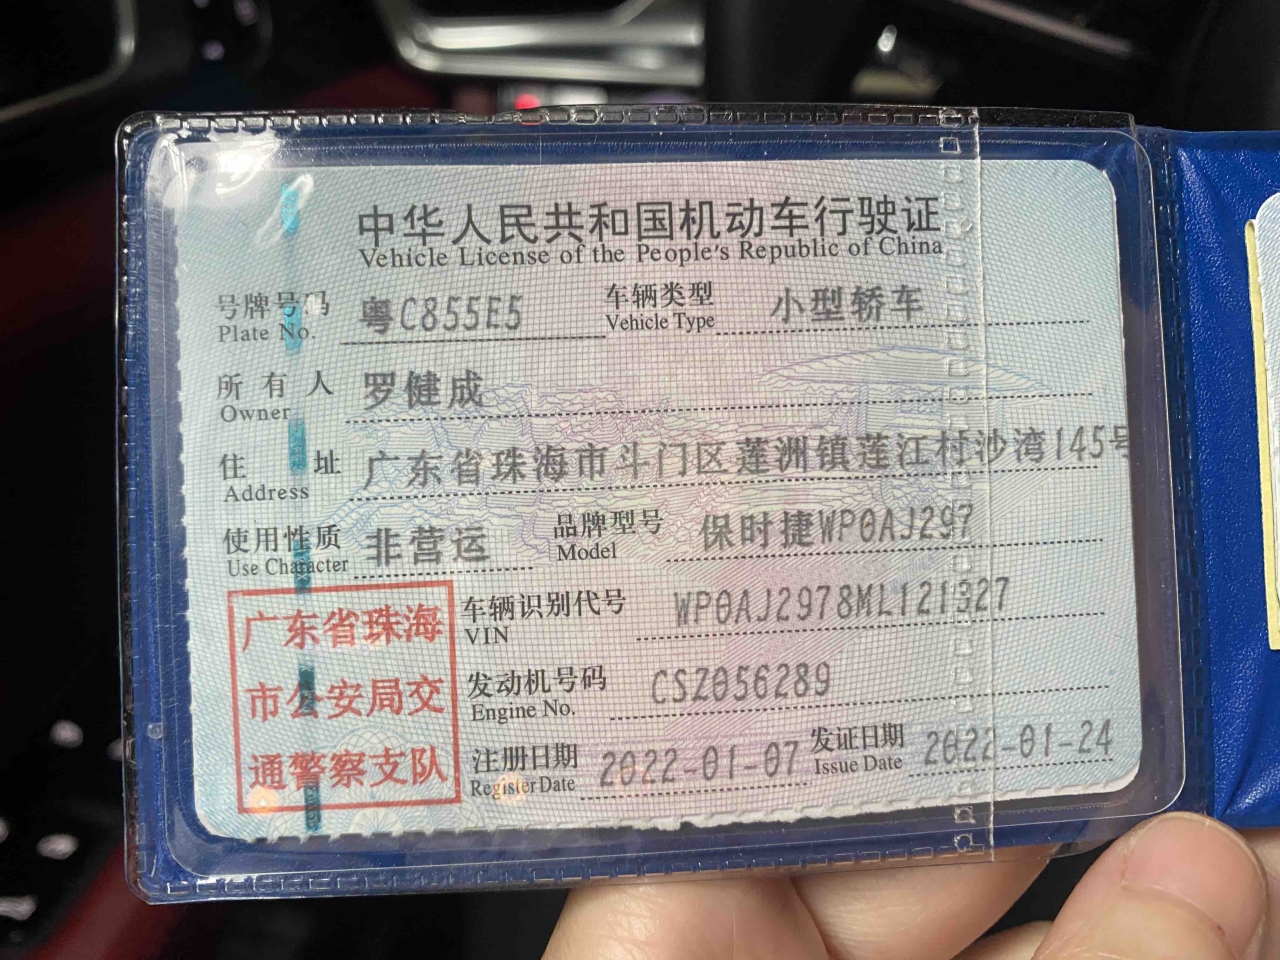 中华人民共和国机动车行驶证
Vehicle License of the People's Republic of China
号牌号码 粤C855E5 车辆类型 小型轿车
Plate No. Vehicle Type
所有人 罗健成
Owner
住址 广东省珠海市斗门区莲洲镇莲江村沙湾145号
Address
使用性质 非营运 品牌型号 保时捷WP0AJ297
Use Character Model
车辆识别代号 WP0AJ2978ML121327
VIN
发动机号码 CSZ056289
Engine No.
注册日期 2022-01-07 发证日期 2022-01-24
Register Date Issue Date
广东省珠海
市公安局交
通警察支队